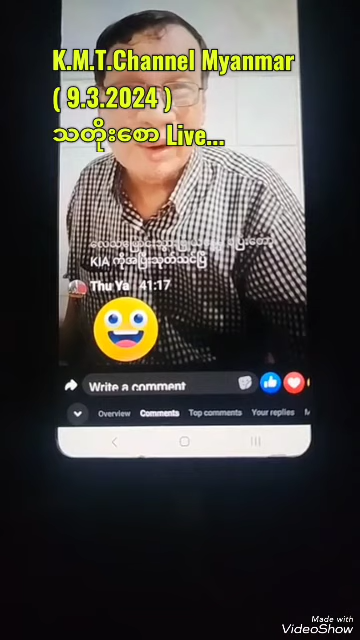 K.M.T.Channel Myanmar
( 9.3.2024 )
သတိုးစော Live...
KIA ကိုအပြီးသုတ်သင်ပြီ
Thu Ya 41:17
Write a comment
Overview Comments Top comments Your replies
Made with
VideoShow